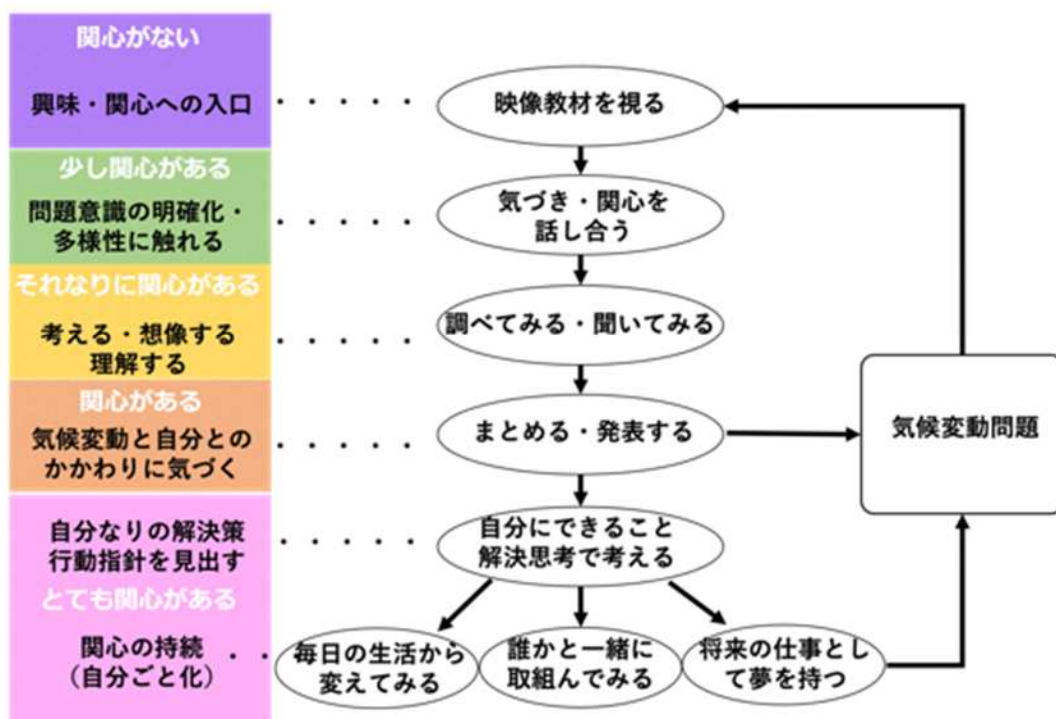 関心がない
興味・関心への入口
・・・・・
映像教材を視る
少し関心がある
問題意識の明確化・
多様性に触れる
・・・・・
気づき・関心を
話し合う
それなりに関心がある
考える・想像する
理解する
・・・・・
調べてみる・聞いてみる
関心がある
気候変動と自分との
かかわりに気づく
・・・・・
まとめる・発表する
気候変動問題
自分なりの解決策
行動指針を見出す
・・・・・
自分にできること
解決思考で考える
とても関心がある
関心の持続
（自分ごと化）
・・
毎日の生活から
変えてみる
誰かと一緒に
取組んでみる
将来の仕事とし
て夢を持つ